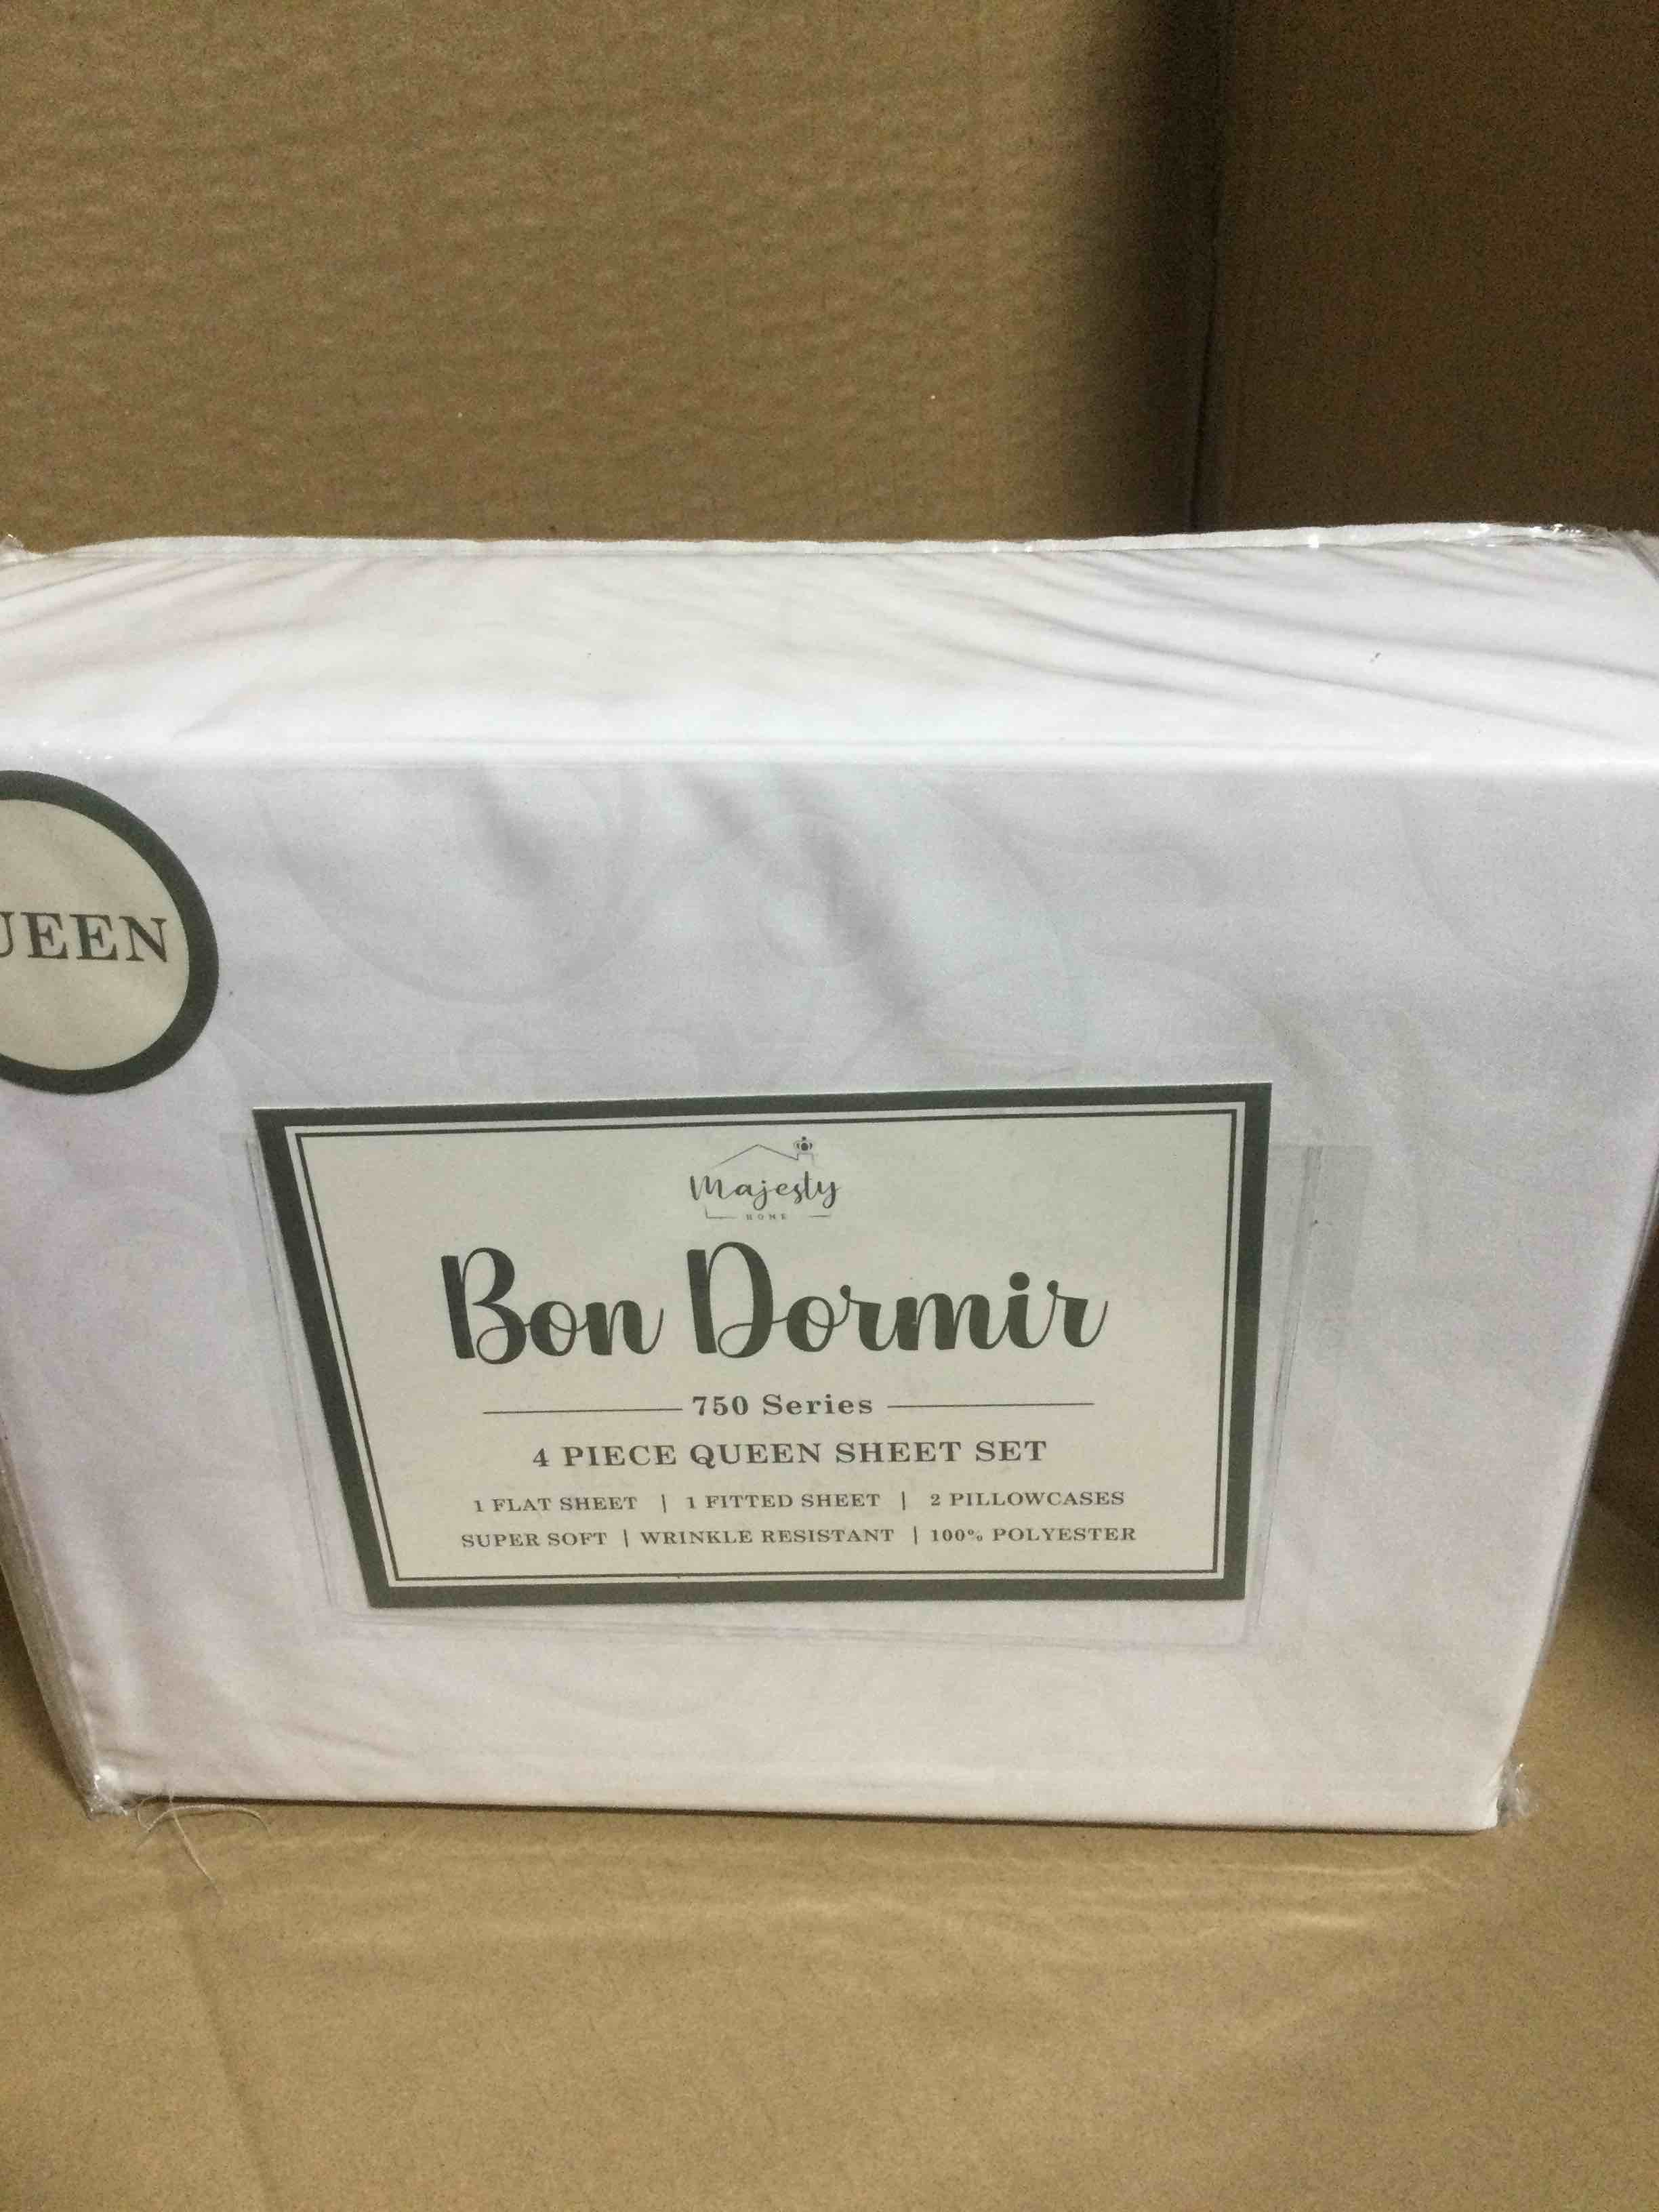 UEEN
Majesty
HOME
Bon Dormir
750 Series
4 PIECE QUEEN SHEET SET
1 FLAT SHEET | 1 FITTED SHEET | 2 PILLOWCASES
SUPER SOFT | WRINKLE RESISTANT | 100% POLYESTER